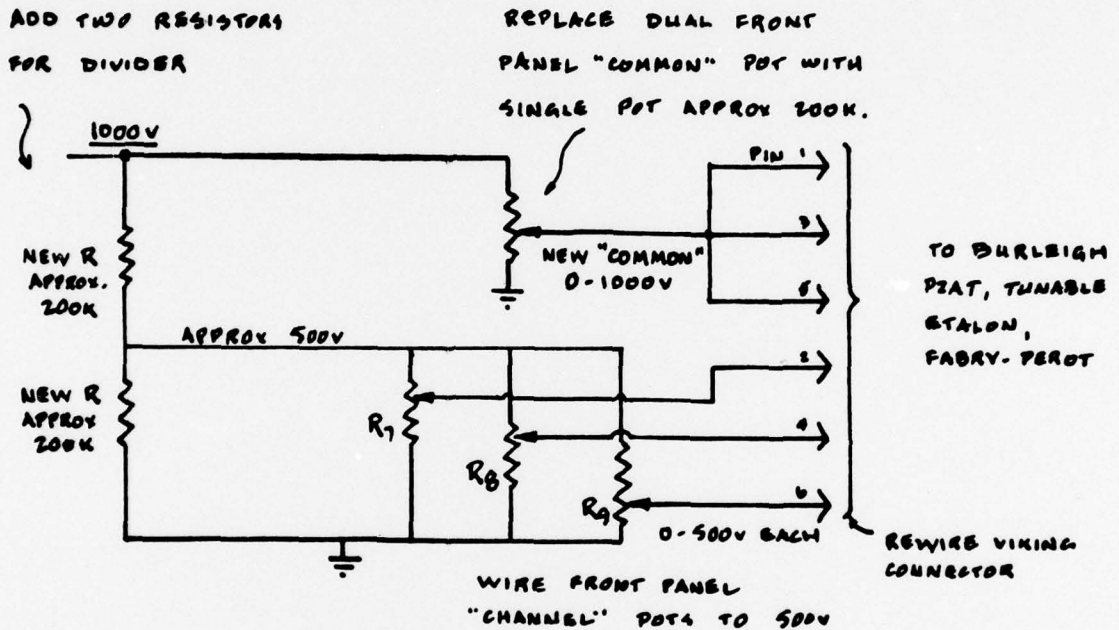 ADD TWO RESISTORS
FOR DIVIDER
REPLACE DUAL FRONT
PANEL "COMMON" POT WITH
SINGLE POT APPROX 200K.
1000V
PIN 1
3
5
2
4
6
NEW "COMMON"
0-1000V
NEW R
APPROX.
200K
APPROX 500V
NEW R
APPROX
200K
R7
R8
R9
0-500V EACH
TO BURLEIGH
PZAT, TUNABLE
ETALON,
FABRY-PEROT
REWIRE VIKING
CONNECTOR
WIRE FRONT PANEL
"CHANNEL" POTS TO 500V